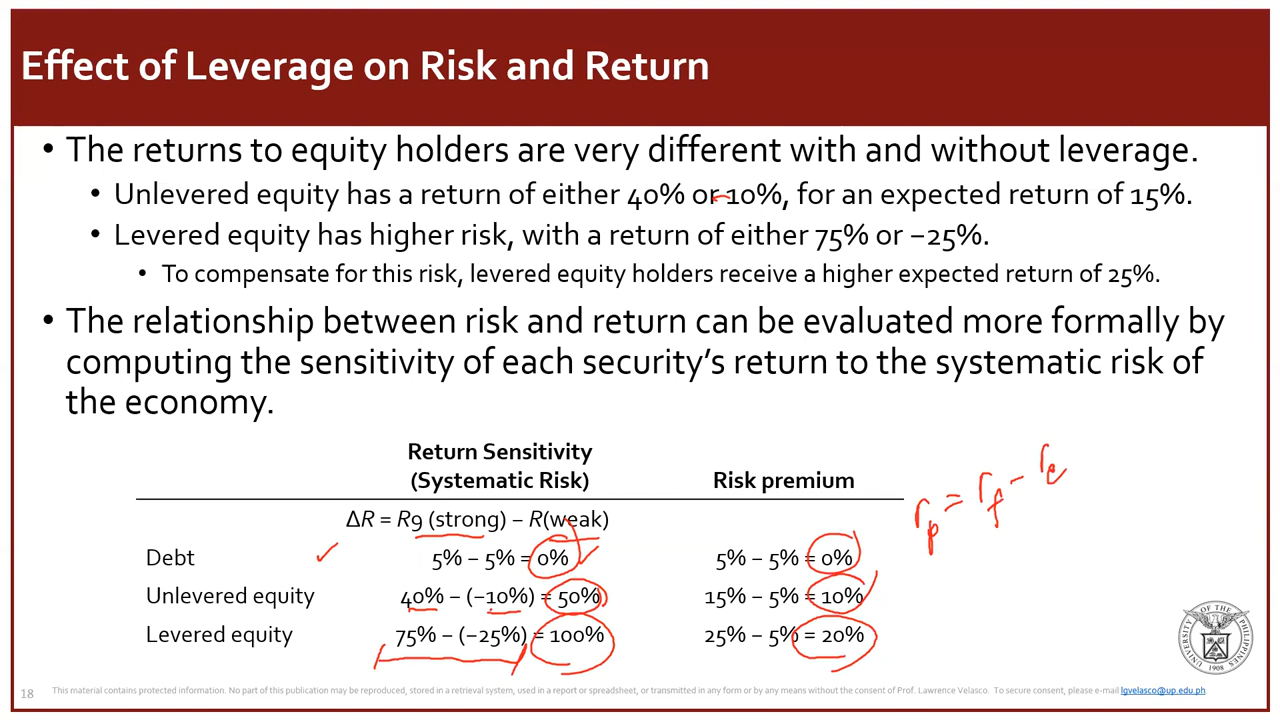 Effect of Leverage on Risk and Return
• The returns to equity holders are very different with and without leverage.
• Unlevered equity has a return of either 40% or 10%, for an expected return of 15%.
• Levered equity has higher risk, with a return of either 75% or –25%.
• To compensate for this risk, levered equity holders receive a higher expected return of 25%.
• The relationship between risk and return can be evaluated more formally by
computing the sensitivity of each security’s return to the systematic risk of
the economy.
Return Sensitivity
(Systematic Risk) Risk premium
ΔR = R9 (strong) – R(weak)
Debt 5% – 5% = 0% 5% – 5% = 0%
Unlevered equity 40% – (–10%) = 50% 15% – 5% = 10%
Levered equity 75% – (–25%) = 100% 25% – 5% = 20%
rp = rf - re
UNIVERSITY OF THE PHILIPPINES
1908
18 This material contains protected information. No part of this publication may be reproduced, stored in a retrieval system, used in a report or spreadsheet, or transmitted in any form or by any means without the consent of Prof. Lawrence Velasco. To secure consent, please e-mail lgvelasco@up.edu.ph.